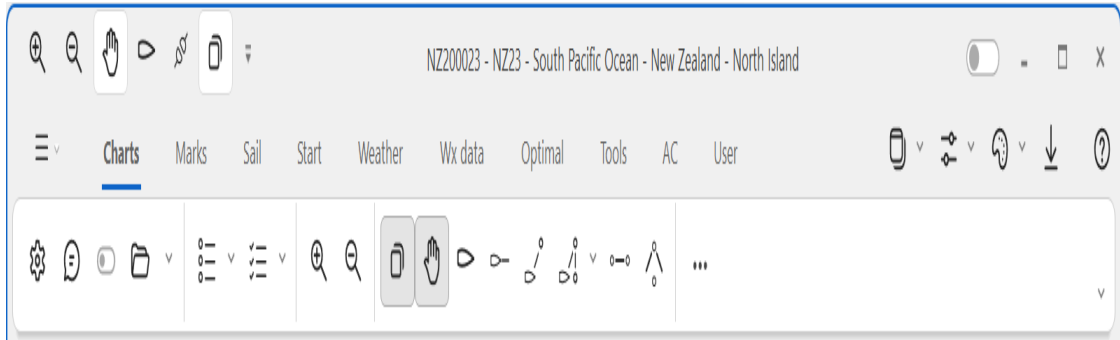 NZ200023 - NZ23 - South Pacific Ocean - New Zealand - North Island
Charts Marks Sail Start Weather Wx data Optimal Tools AC User